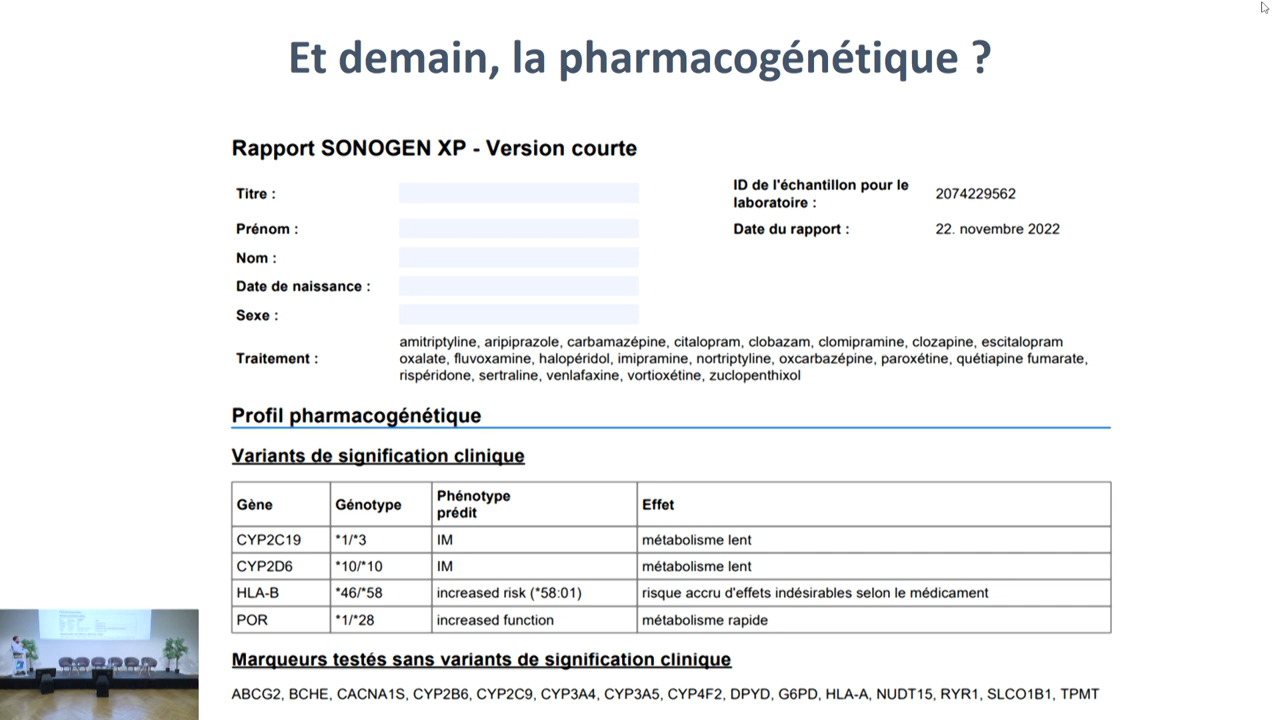 Et demain, la pharmacogénétique ?
Rapport SONOGEN XP - Version courte
Titre :
ID de l'échantillon pour le
laboratoire :
2074229562
Prénom :
Date du rapport :
22. novembre 2022
Nom :
Date de naissance :
Sexe :
Traitement :
amitriptyline, aripiprazole, carbamazépine, citalopram, clobazam, clomipramine, clozapine, escitalopram
oxalate, fluvoxamine, halopéridol, imipramine, nortriptyline, oxcarbazépine, paroxétine, quétiapine fumarate,
rispéridone, sertraline, venlafaxine, vortioxétine, zuclopenthixol
Profil pharmacogénétique
Variants de signification clinique
Gène Génotype Phénotype prédit Effet
CYP2C19 *1/*3 IM métabolisme lent
CYP2D6 *10/*10 IM métabolisme lent
HLA-B *46/*58 increased risk (*58:01) risque accru d'effets indésirables selon le médicament
POR *1/*28 increased function métabolisme rapide
Marqueurs testés sans variants de signification clinique
ABCG2, BCHE, CACNA1S, CYP2B6, CYP2C9, CYP3A4, CYP3A5, CYP4F2, DPYD, G6PD, HLA-A, NUDT15, RYR1, SLCO1B1, TPMT